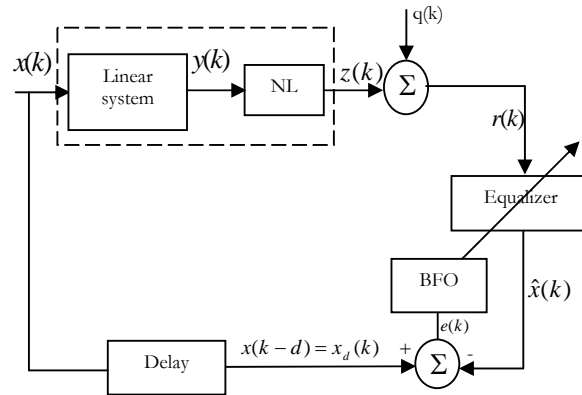 q(k)
x(k)
Linear
system
y(k)
NL
z(k)
Σ
r(k)
Equalizer
BFO
x̂(k)
e(k)
Delay
x(k−d)=x_d(k)
+
Σ
-